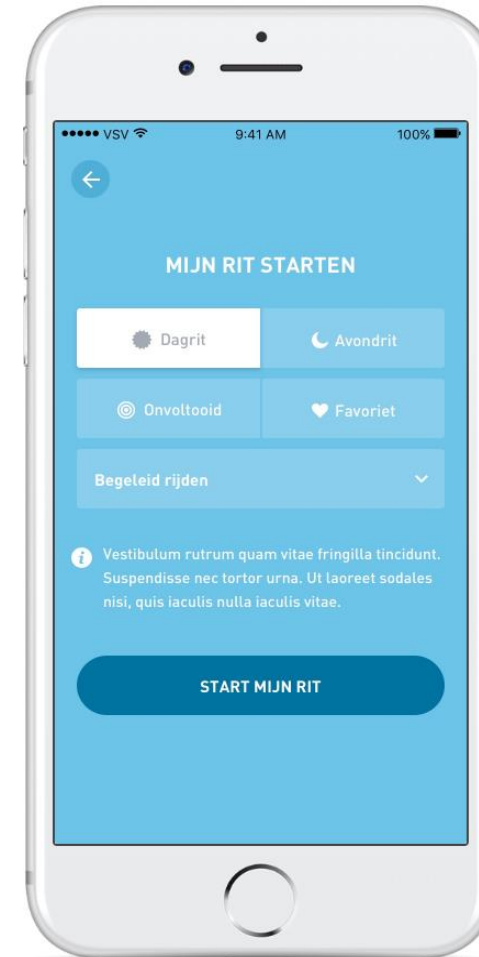 VSV 9:41 AM 100%
MIJN RIT STARTEN
Dagrit Avondrit
Onvoltooid Favoriet
Begeleid rijden
Vestibulum rutrum quam vitae fringilla tincidunt.
Suspendisse nec tortor urna. Ut laoreet sodales
nisi, quis iaculis nulla iaculis vitae.
START MIJN RIT